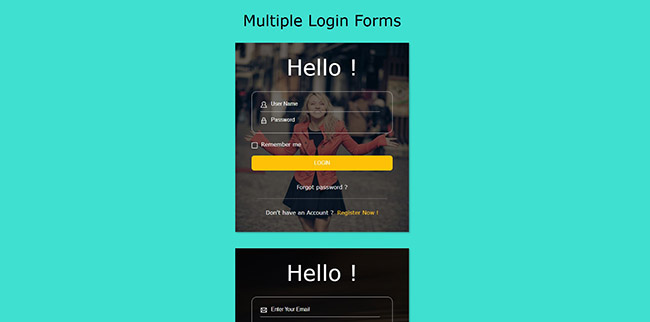 Multiple Login Forms
Hello !
User Name
Password
Remember me
LOGIN
Forgot password ?
Don't have an Account ? Register Now !
Hello !
Enter Your Email